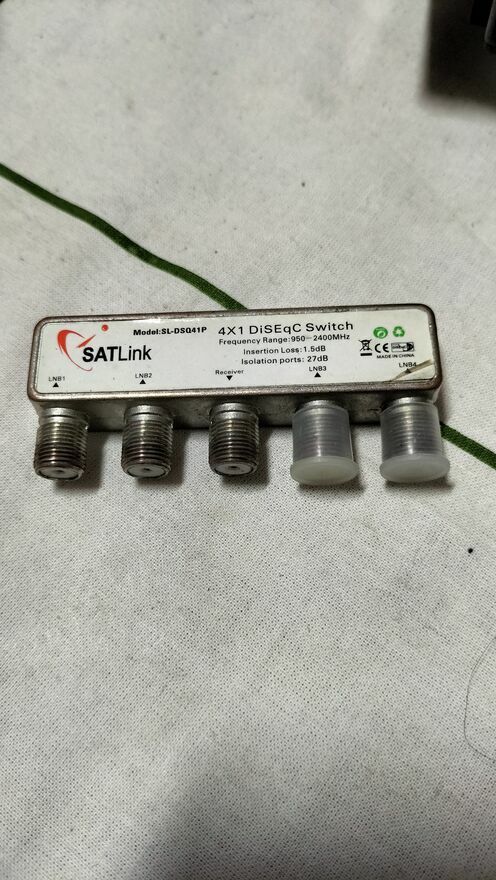 SATLink
Model:SL-DSQ41P
4X1 DiSEqC Switch
Frequency Range:950~2400MHz
Insertion Loss:1.5dB
Isolation ports: 27dB
CE
MADE IN CHINA
LNB1
LNB2
Receiver
LNB3
LNB4